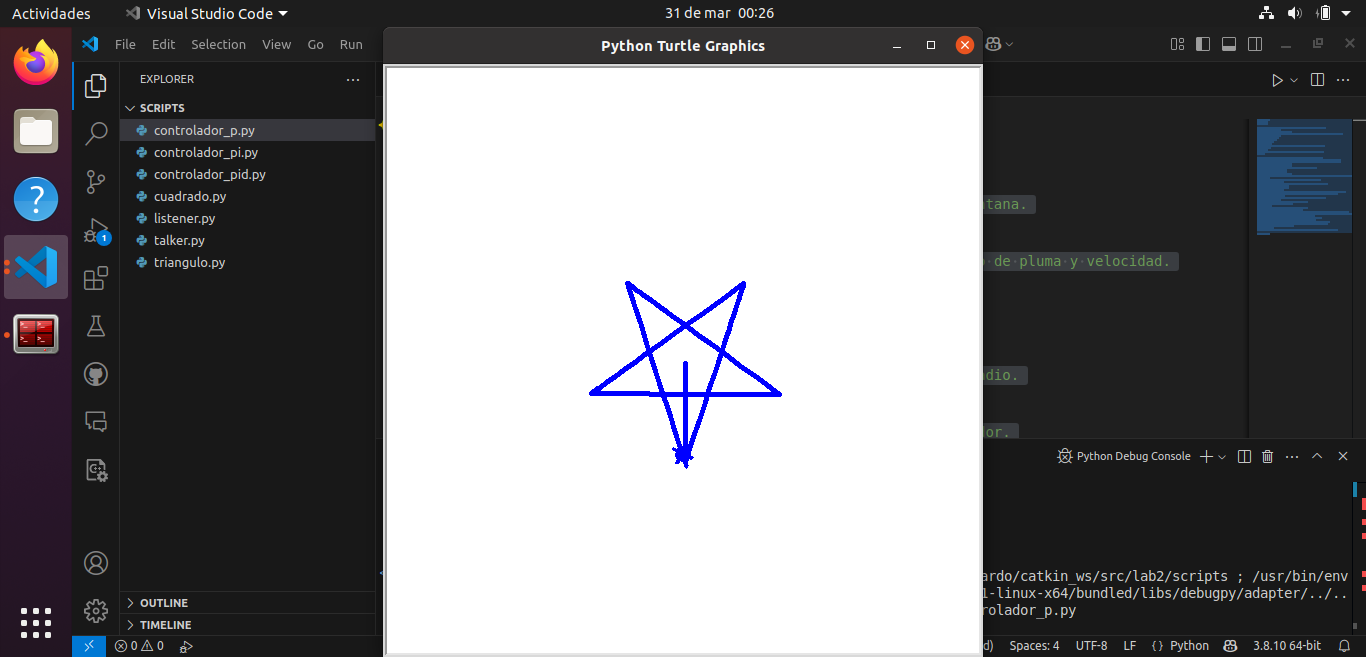 Actividades
Visual Studio Code
31 de mar 00:26
File Edit Selection View Go Run
Python Turtle Graphics
EXPLORER
SCRIPTS
controlador_p.py
controlador_pi.py
controlador_pid.py
cuadrado.py
listener.py
talker.py
triangulo.py
1
OUTLINE
TIMELINE
0 0
ntana.
de pluma y velocidad.
dio.
or.
Python Debug Console
ardo/catkin_ws/src/lab2/scripts ; /usr/bin/env
1-linux-x64/bundled/libs/debugpy/adapter/../..
rolador_p.py
d) Spaces: 4 UTF-8 LF {} Python 3.8.10 64-bit